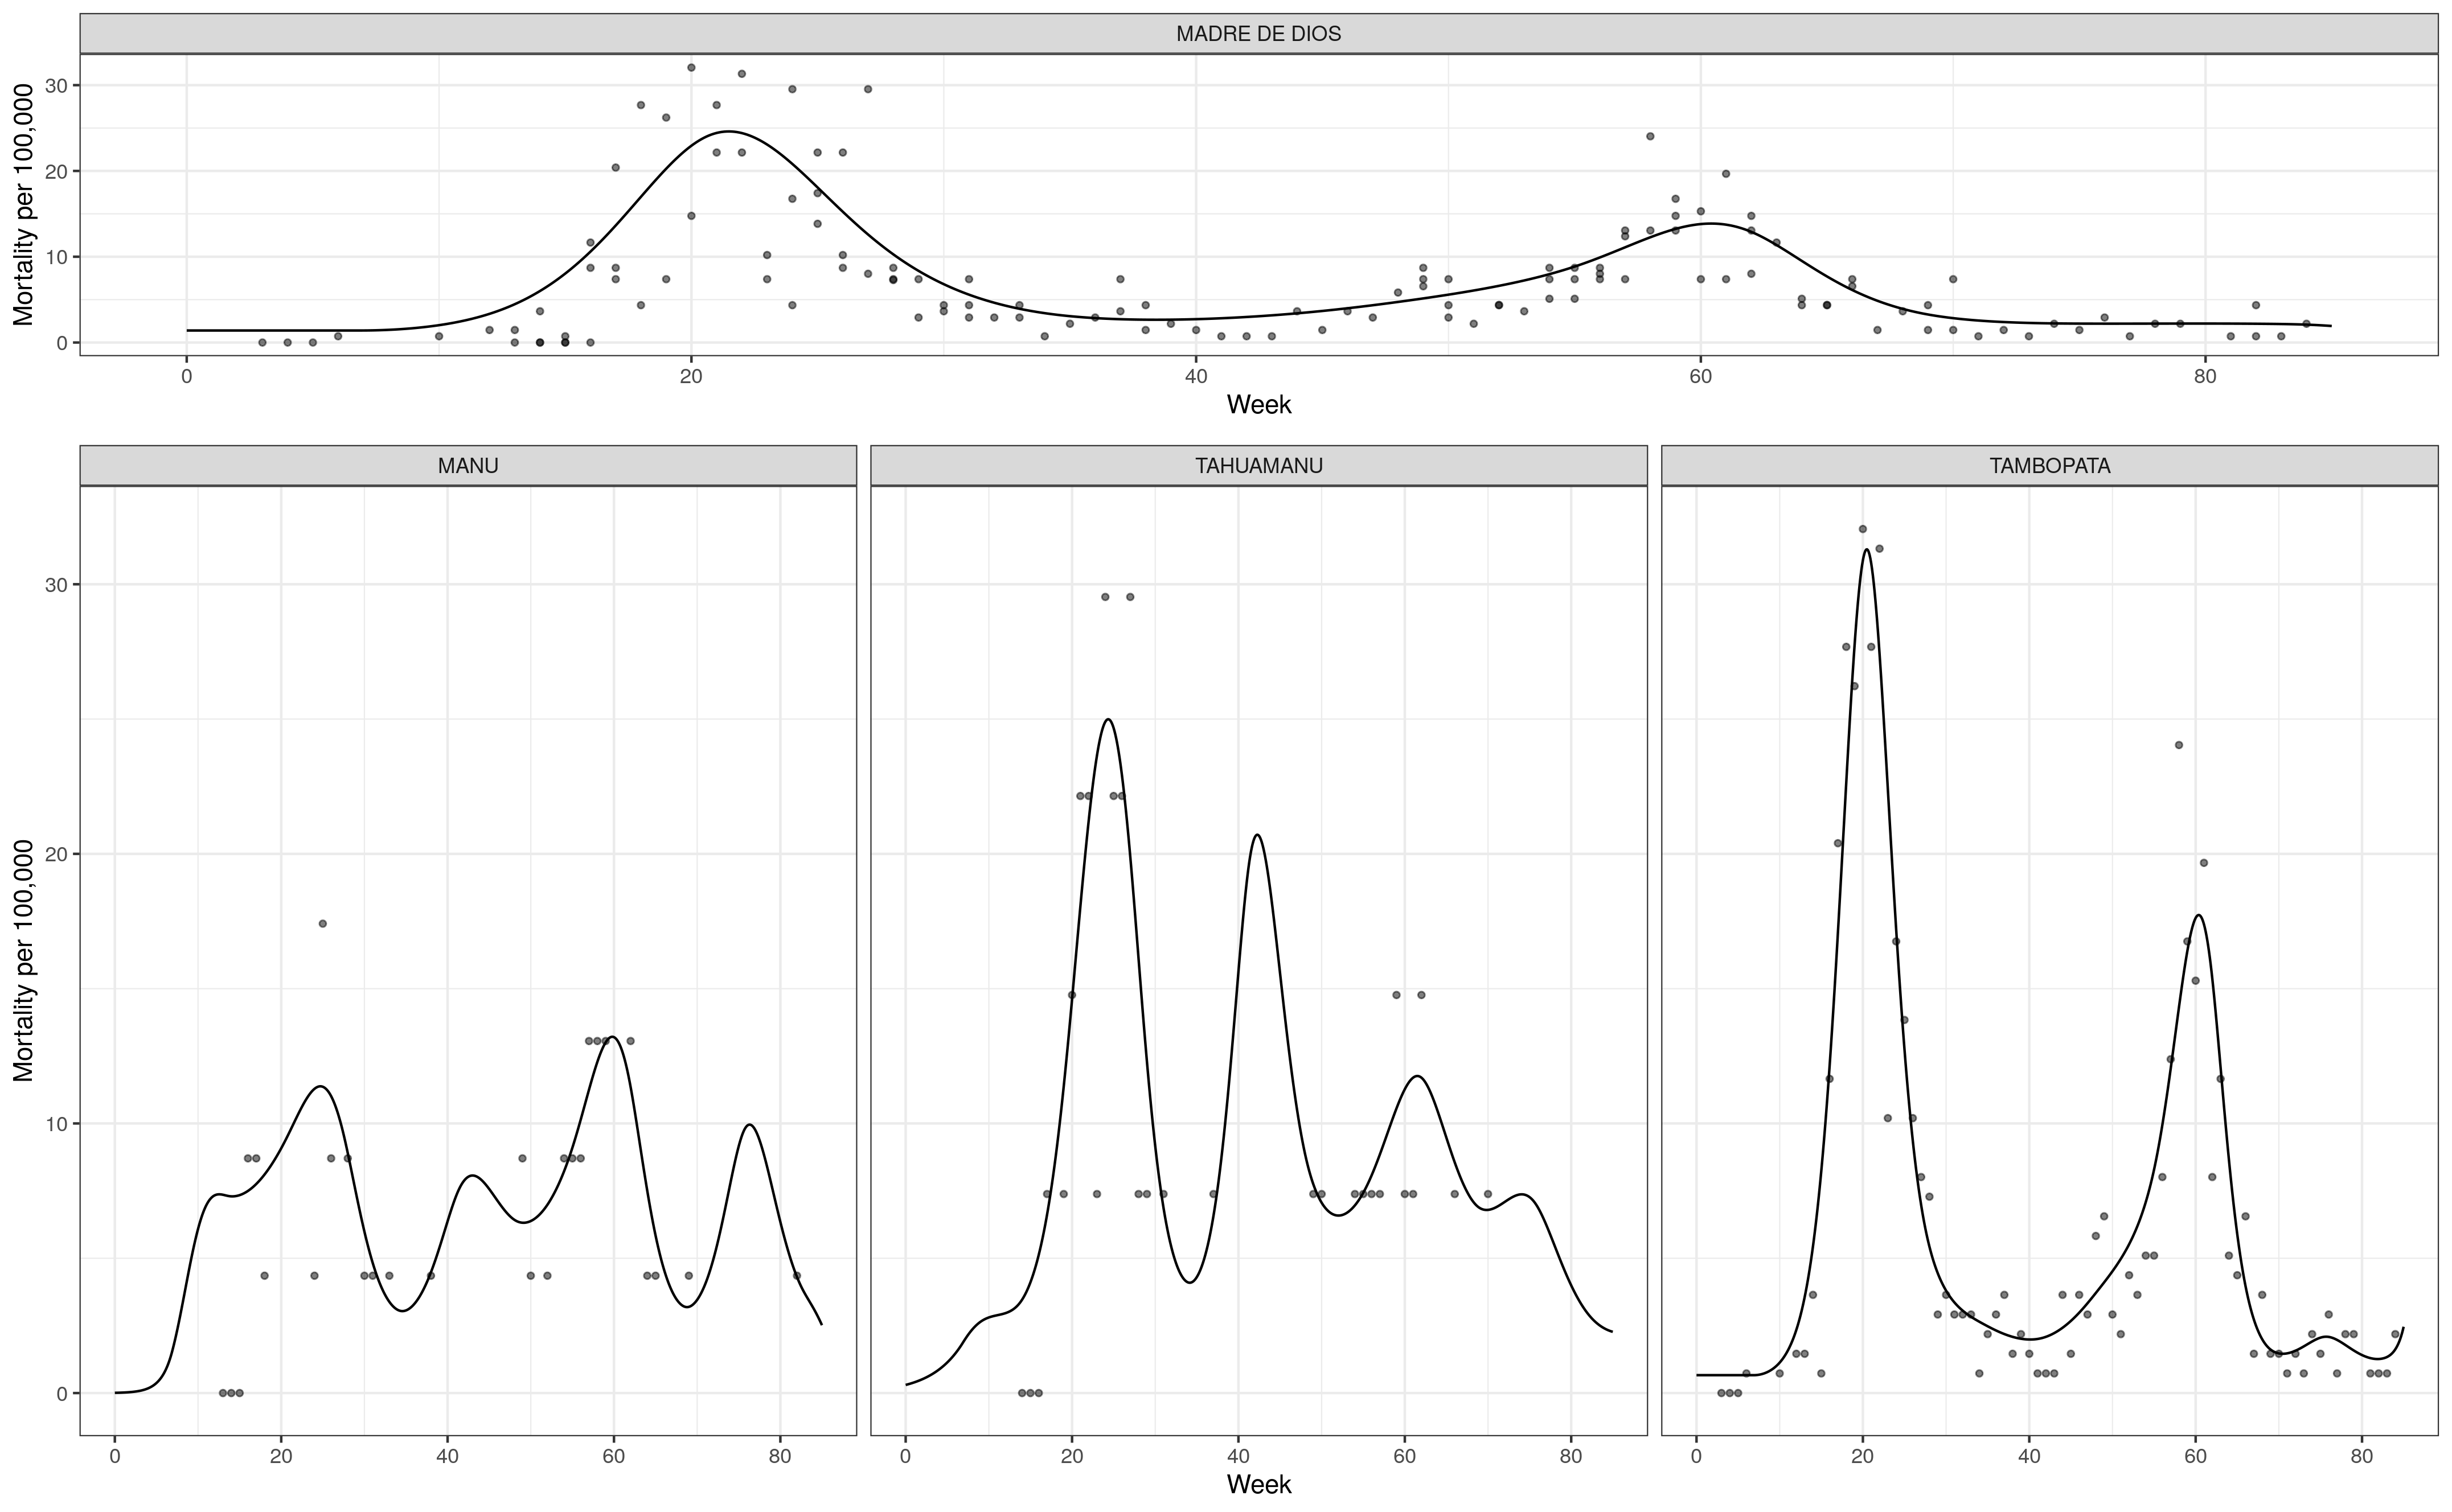 MADRE DE DIOS
Mortality per 100,000
30
20
10
0
0 20 40 60 80
Week
MANU TAHUAMANU TAMBOPATA
Mortality per 100,000
30
20
10
0
0 20 40 60 80 0 20 40 60 80 0 20 40 60 80
Week